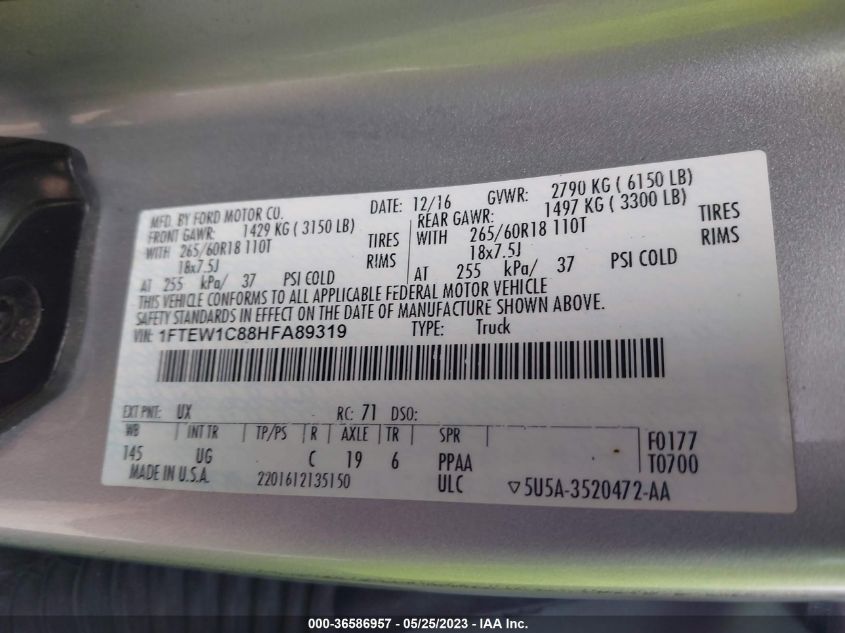 MFD. BY FORD MOTOR CO.
DATE: 12/16 GVWR: 2790 KG ( 6150 LB)
FRONT GAWR: 1429 KG ( 3150 LB)
WITH 265/60R18 110T TIRES
18x7.5J RIMS
AT 255 kPa/ 37 PSI COLD
REAR GAWR: 1497 KG ( 3300 LB)
WITH 265/60R18 110T TIRES
18x7.5J RIMS
AT 255 kPa/ 37 PSI COLD
THIS VEHICLE CONFORMS TO ALL APPLICABLE FEDERAL MOTOR VEHICLE
SAFETY STANDARDS IN EFFECT ON THE DATE OF MANUFACTURE SHOWN ABOVE.
VIN: 1FTEW1C88HFA89319 TYPE: Truck
EXT PNT: UX RC: 71 DSO:
WB INT TR TP/PS R AXLE TR SPR F0177
145 UG C 19 6 PPAA T0700
MADE IN U.S.A. 2201612135150 ULC ▽5U5A-3520472-AA
000-36586957 - 05/25/2023 - © IAA Inc.